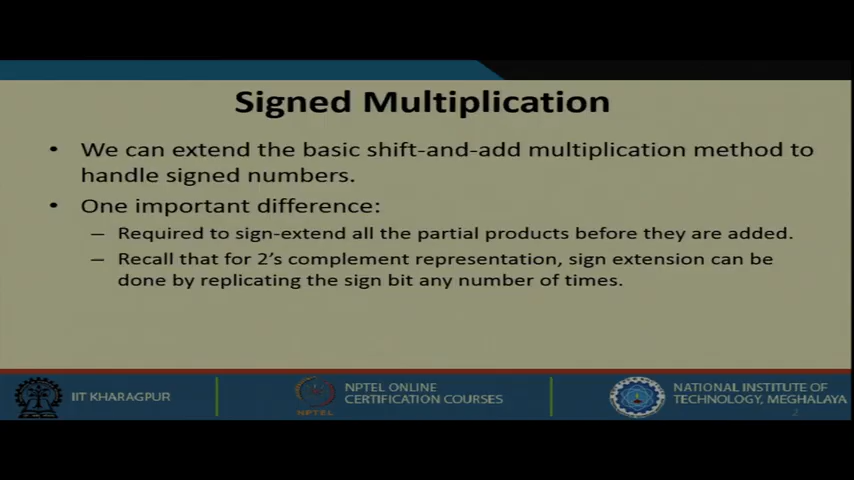 Signed Multiplication
• We can extend the basic shift-and-add multiplication method to
handle signed numbers.
• One important difference:
– Required to sign-extend all the partial products before they are added.
– Recall that for 2's complement representation, sign extension can be
done by replicating the sign bit any number of times.
IIT KHARAGPUR
NPTEL
NPTEL ONLINE
CERTIFICATION COURSES
NATIONAL INSTITUTE OF
TECHNOLOGY, MEGHALAYA
2